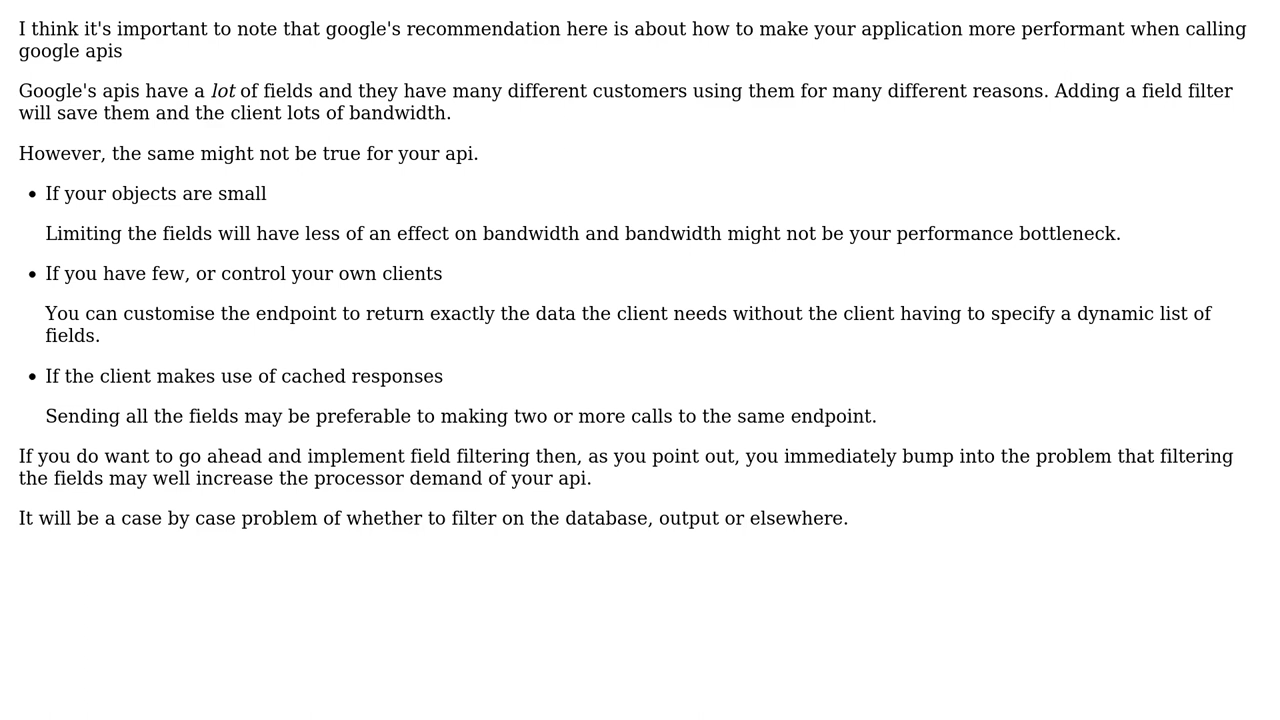 I think it's important to note that google's recommendation here is about how to make your application more performant when calling
google apis
Google's apis have a lot of fields and they have many different customers using them for many different reasons. Adding a field filter
will save them and the client lots of bandwidth.
However, the same might not be true for your api.
• If your objects are small
Limiting the fields will have less of an effect on bandwidth and bandwidth might not be your performance bottleneck.
• If you have few, or control your own clients
You can customise the endpoint to return exactly the data the client needs without the client having to specify a dynamic list of
fields.
• If the client makes use of cached responses
Sending all the fields may be preferable to making two or more calls to the same endpoint.
If you do want to go ahead and implement field filtering then, as you point out, you immediately bump into the problem that filtering
the fields may well increase the processor demand of your api.
It will be a case by case problem of whether to filter on the database, output or elsewhere.